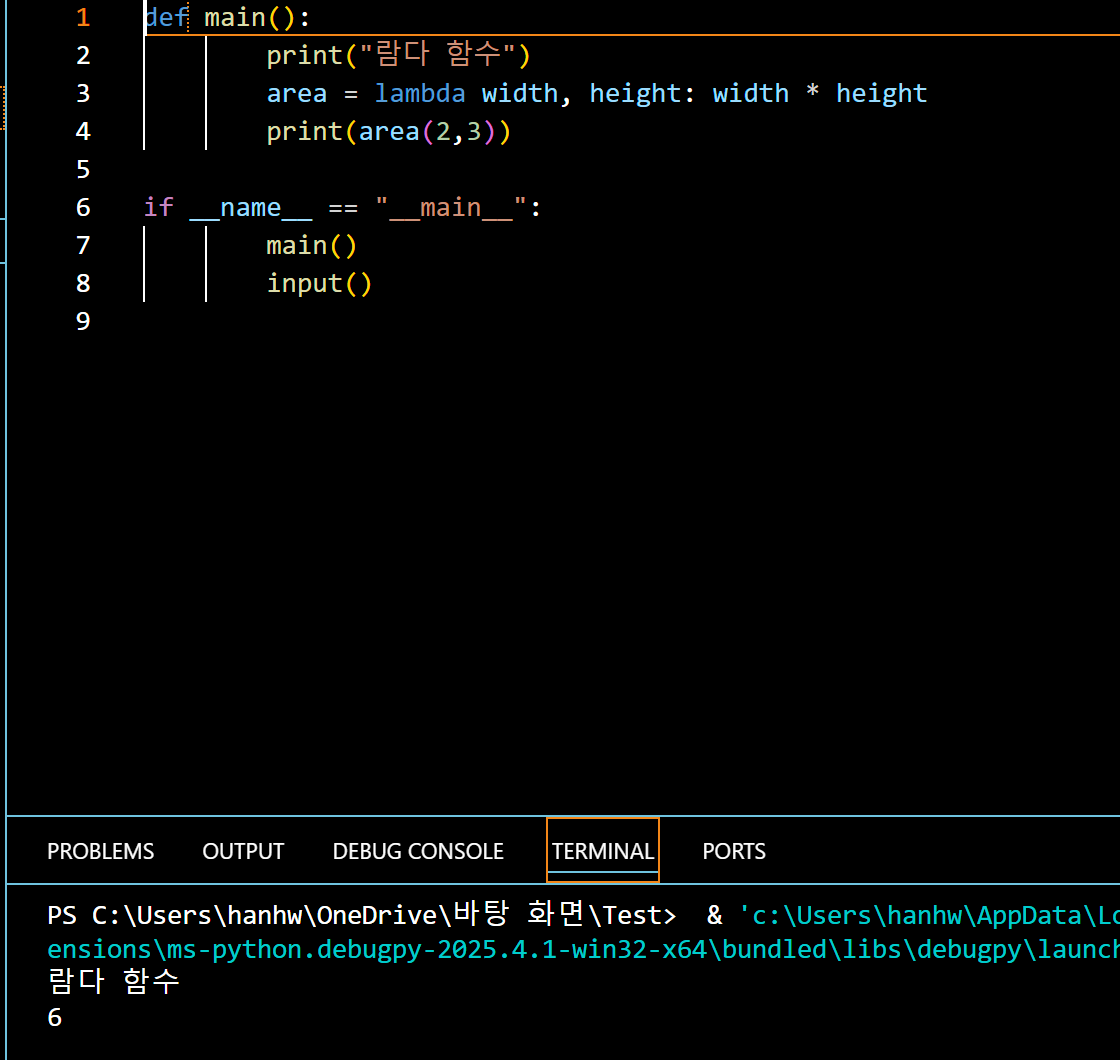 1 def main():
2 print("람다 함수")
3 area = lambda width, height: width * height
4 print(area(2,3))
5
6 if __name__ == "__main__":
7 main()
8 input()
9
PROBLEMS OUTPUT DEBUG CONSOLE TERMINAL PORTS
PS C:\Users\hanhw\OneDrive\바탕 화면\Test> & 'c:\Users\hanhw\AppData\Lo
ensions\ms-python.debugpy-2025.4.1-win32-x64\bundled\libs\debugpy\launch
람다 함수
6